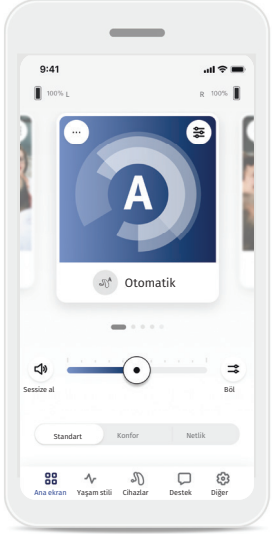 9:41
100% L R 100%
A
Otomatik
Sessize al Böl
Standart Konfor Netlik
Ana ekran Yaşam stili Cihazlar Destek Diğer